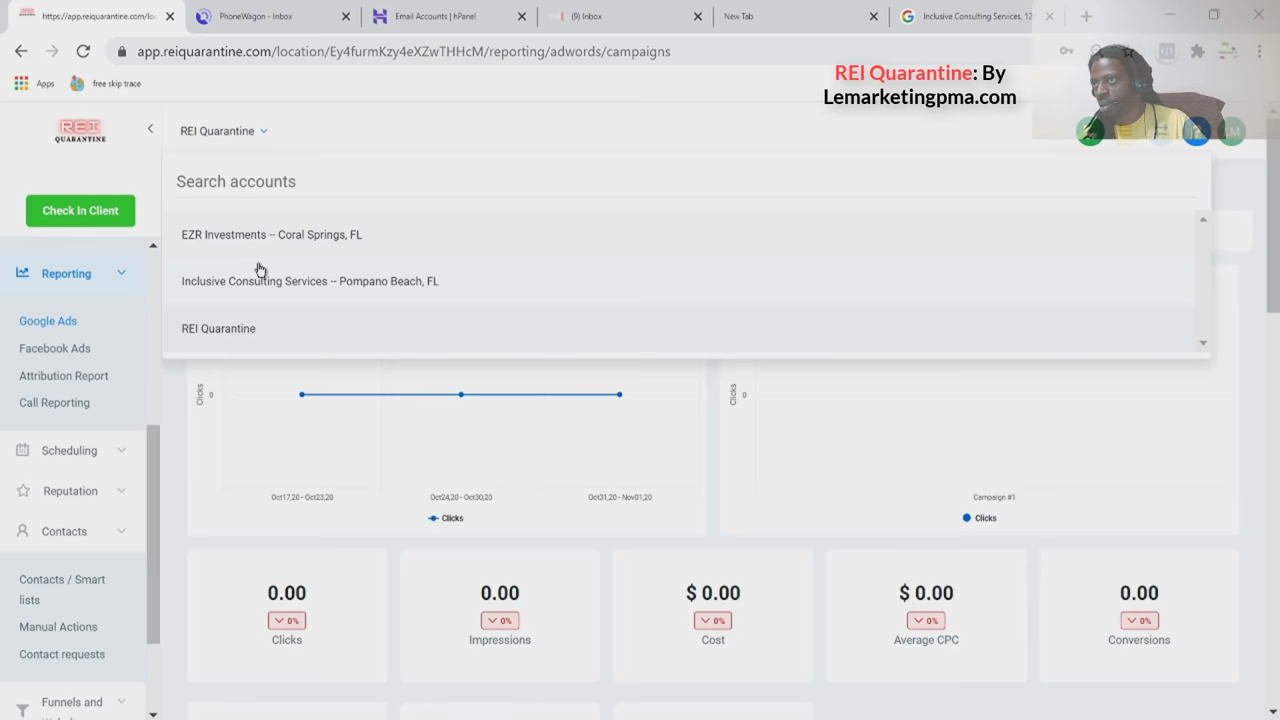 https://app.reiquarantine.com/loc
PhoneWagon - Inbox
Email Accounts | hPanel
(9) Inbox
New Tab
Inclusive Consulting Services, 12
app.reiquarantine.com/location/Ey4furmKzy4eXZwTHHcM/reporting/adwords/campaigns
Apps
free skip trace
REI Quarantine: By
Lemarketingpma.com
REI
QUARANTINE
REI Quarantine
LM
Search accounts
Check In Client
EZR Investments -- Coral Springs, FL
Inclusive Consulting Services -- Pompano Beach, FL
REI Quarantine
Reporting
Google Ads
Facebook Ads
Attribution Report
Call Reporting
Scheduling
Reputation
Contacts
Contacts / Smart
lists
Manual Actions
Contact requests
Funnels and
Clicks
0
Oct17,20 - Oct23,20
Oct24,20 - Oct30,20
Oct31,20 - Nov01,20
Clicks
Clicks
0
Campaign #1
Clicks
0.00
0%
Clicks
0.00
0%
Impressions
$ 0.00
0%
Cost
$ 0.00
0%
Average CPC
0.00
0%
Conversions